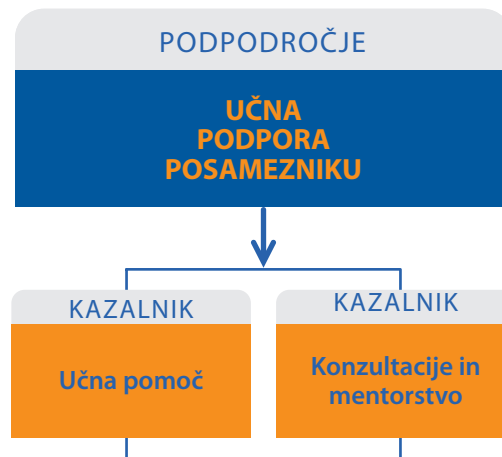 PODPODROČJE
UČNA
PODPORA
POSAMEZNIKU
KAZALNIK
Učna pomoč
KAZALNIK
Konzultacije in
mentorstvo